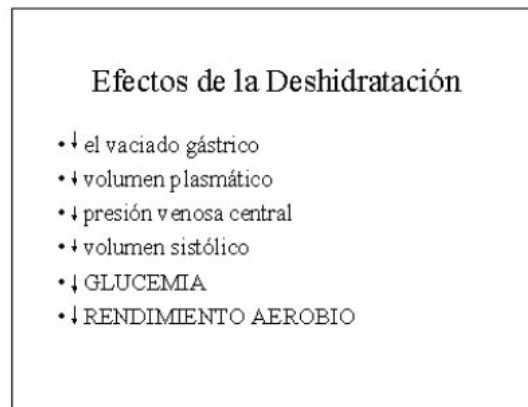 Efectos de la Deshidratación
• ↓ el vaciado gástrico
• ↓ volumen plasmático
• ↓ presión venosa central
• ↓ volumen sistólico
• ↓ GLUCEMIA
• ↓ RENDIMIENTO AEROBIO